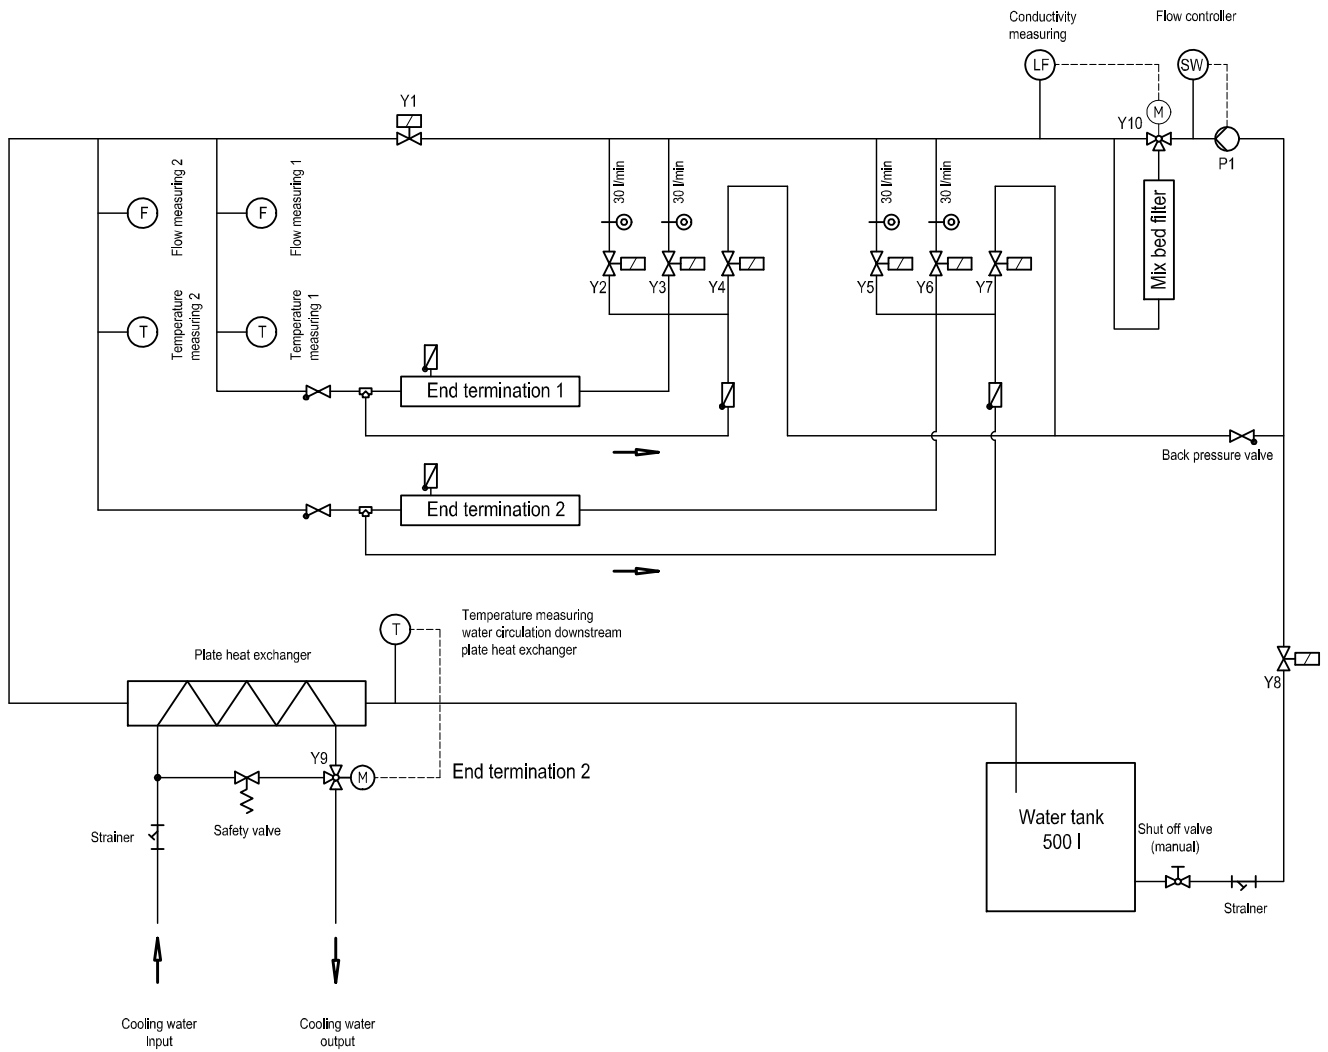 Conductivity
measuring
Flow controller
LF
SW
Y1
M
Y10
P1
Flow measuring 2
Flow measuring 1
30 l/min
30 l/min
30 l/min
30 l/min
F
F
Mix bed filter
Y2
Y3
Y4
Y5
Y6
Y7
Temperature
measuring 2
Temperature
measuring 1
T
T
End termination 1
Back pressure valve
End termination 2
Temperature measuring
water circulation downstream
plate heat exchanger
T
Plate heat exchanger
Y8
Y9
M
End termination 2
Safety valve
Strainer
Water tank
500 l
Shut off valve
(manual)
Strainer
Cooling water
Input
Cooling water
output